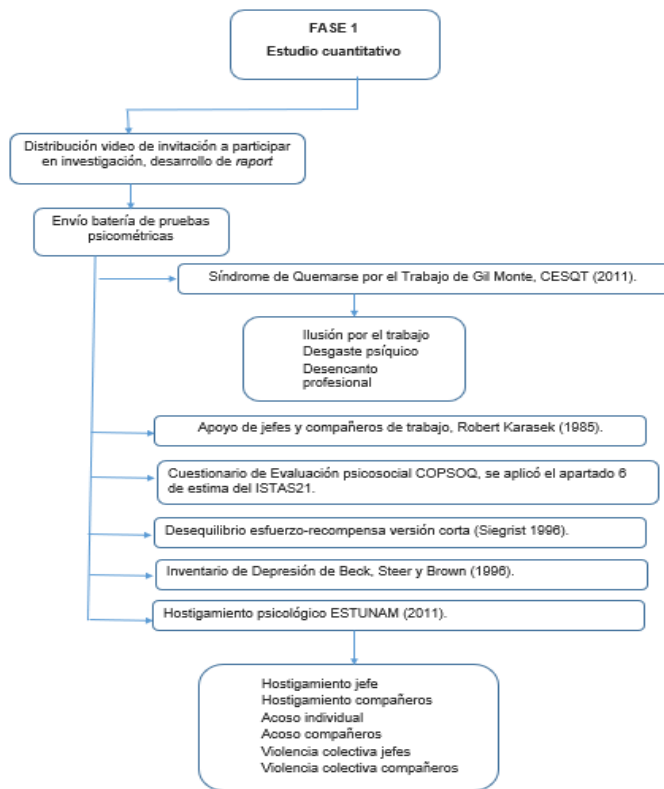 FASE 1
Estudio cuantitativo
Distribución video de invitación a participar
en investigación, desarrollo de raport
Envío batería de pruebas
psicométricas
Síndrome de Quemarse por el Trabajo de Gil Monte, CESQT (2011).
Ilusión por el trabajo
Desgaste psíquico
Desencanto
profesional
Apoyo de jefes y compañeros de trabajo, Robert Karasek (1985).
Cuestionario de Evaluación psicosocial COPSOQ, se aplicó el apartado 6
de estima del ISTAS21.
Desequilibrio esfuerzo-recompensa versión corta (Siegrist 1996).
Inventario de Depresión de Beck, Steer y Brown (1996).
Hostigamiento psicológico ESTUNAM (2011).
Hostigamiento jefe
Hostigamiento compañeros
Acoso individual
Acoso compañeros
Violencia colectiva jefes
Violencia colectiva compañeros